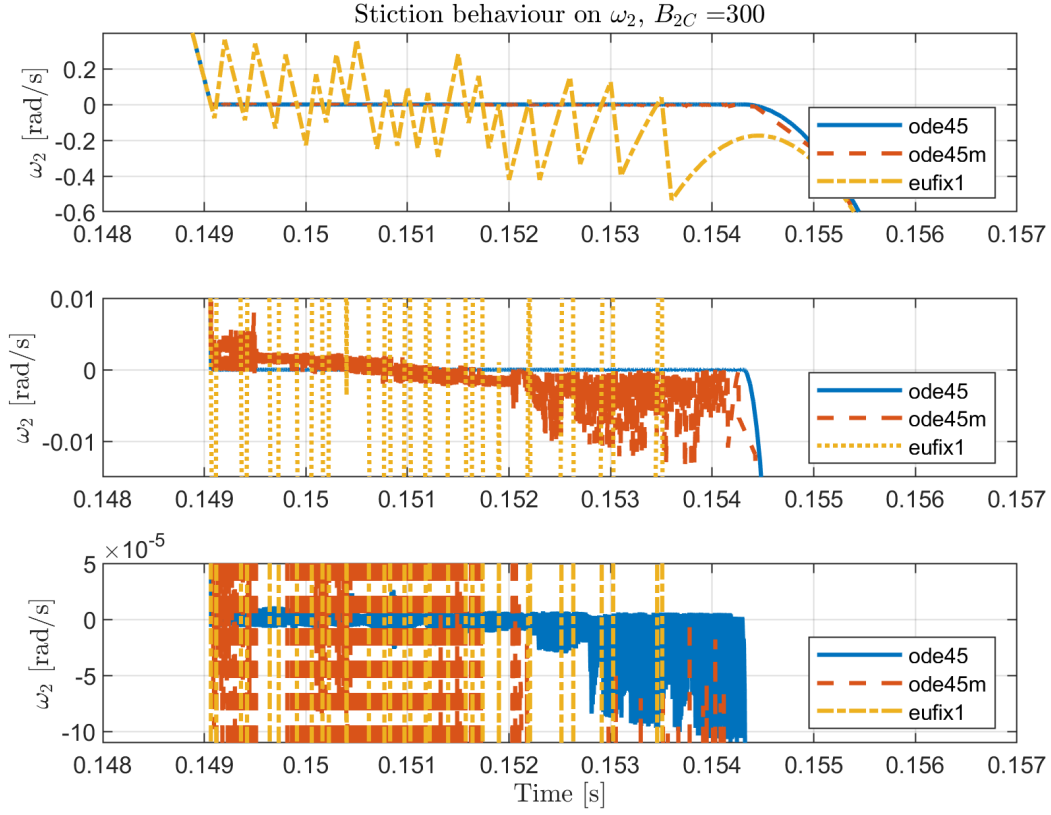 Stiction behaviour on ω₂, B₂C =300
ω₂ [rad/s]
0.2
0
-0.2
-0.4
-0.6
0.148 0.149 0.15 0.151 0.152 0.153 0.154 0.155 0.156 0.157
ode45
ode45m
eufix1
ω₂ [rad/s]
0.01
0
-0.01
0.148 0.149 0.15 0.151 0.152 0.153 0.154 0.155 0.156 0.157
ode45
ode45m
eufix1
×10⁻⁵
ω₂ [rad/s]
5
0
-5
-10
0.148 0.149 0.15 0.151 0.152 0.153 0.154 0.155 0.156 0.157
ode45
ode45m
eufix1
Time [s]